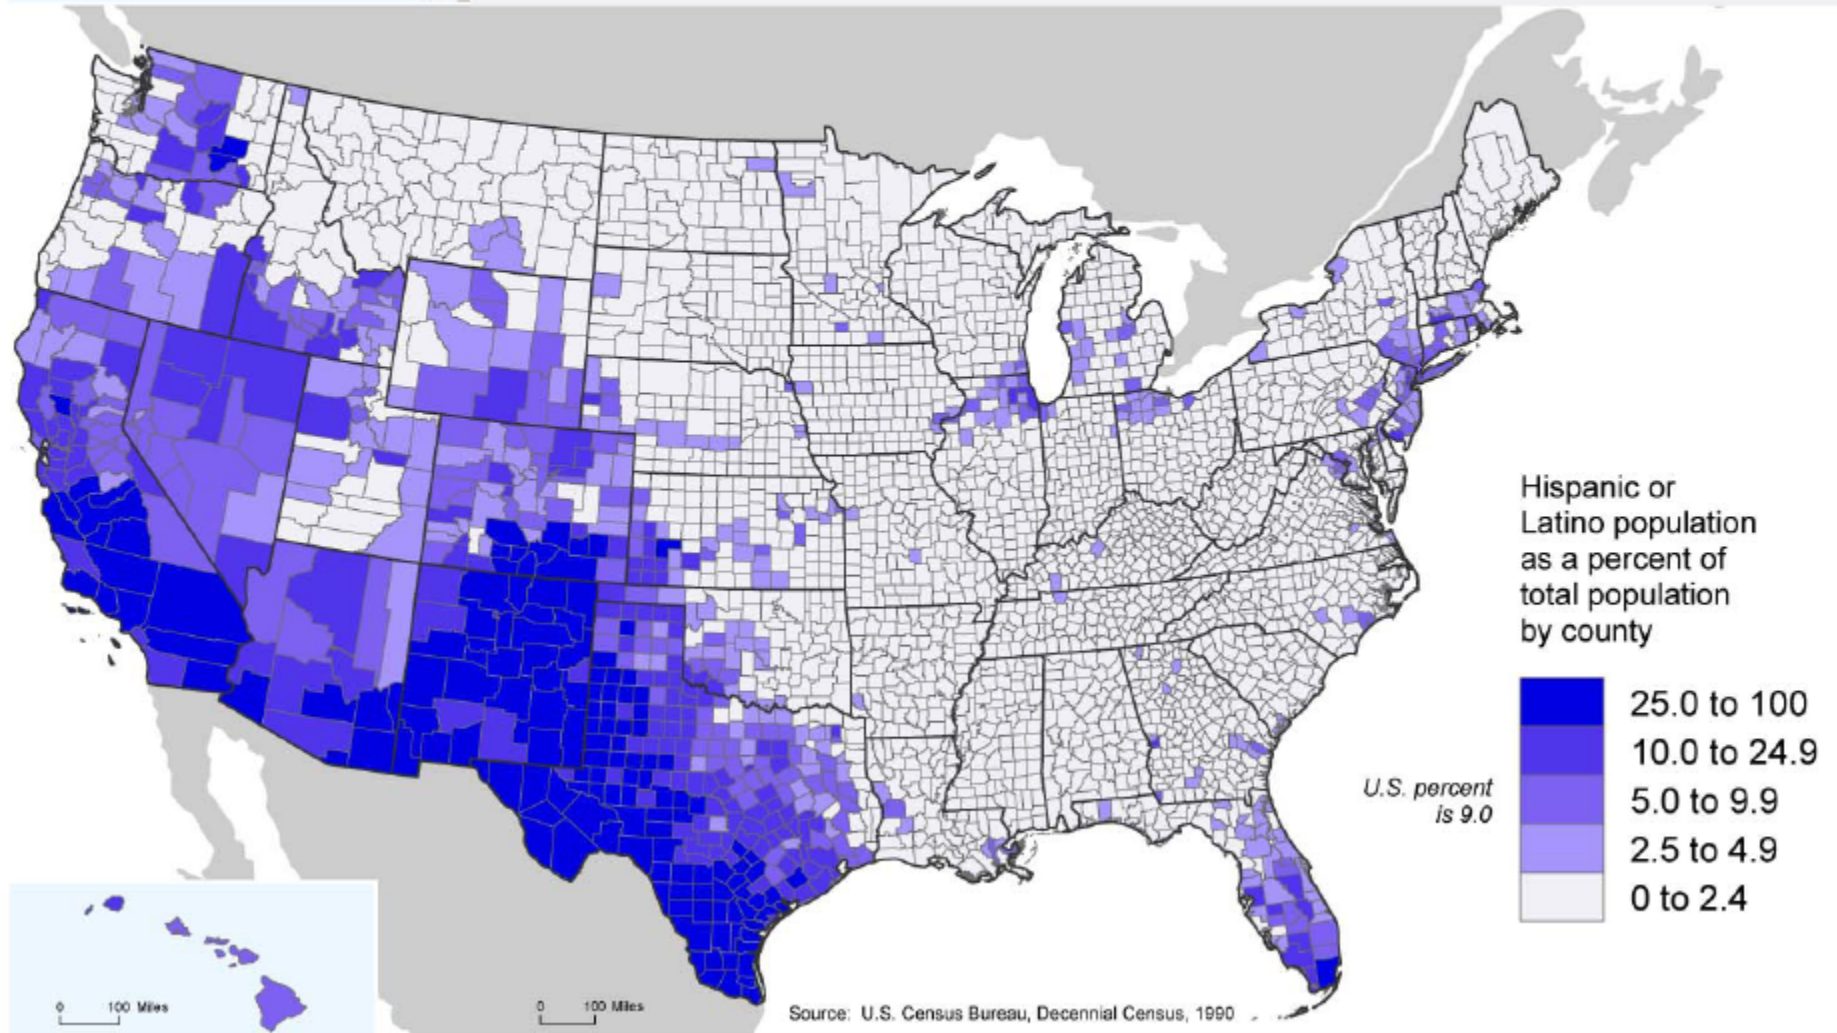 Hispanic or
Latino population
as a percent of
total population
by county
25.0 to 100
10.0 to 24.9
5.0 to 9.9
2.5 to 4.9
0 to 2.4
U.S. percent
is 9.0
0 100 Miles
0 100 Miles
Source: U.S. Census Bureau, Decennial Census, 1990